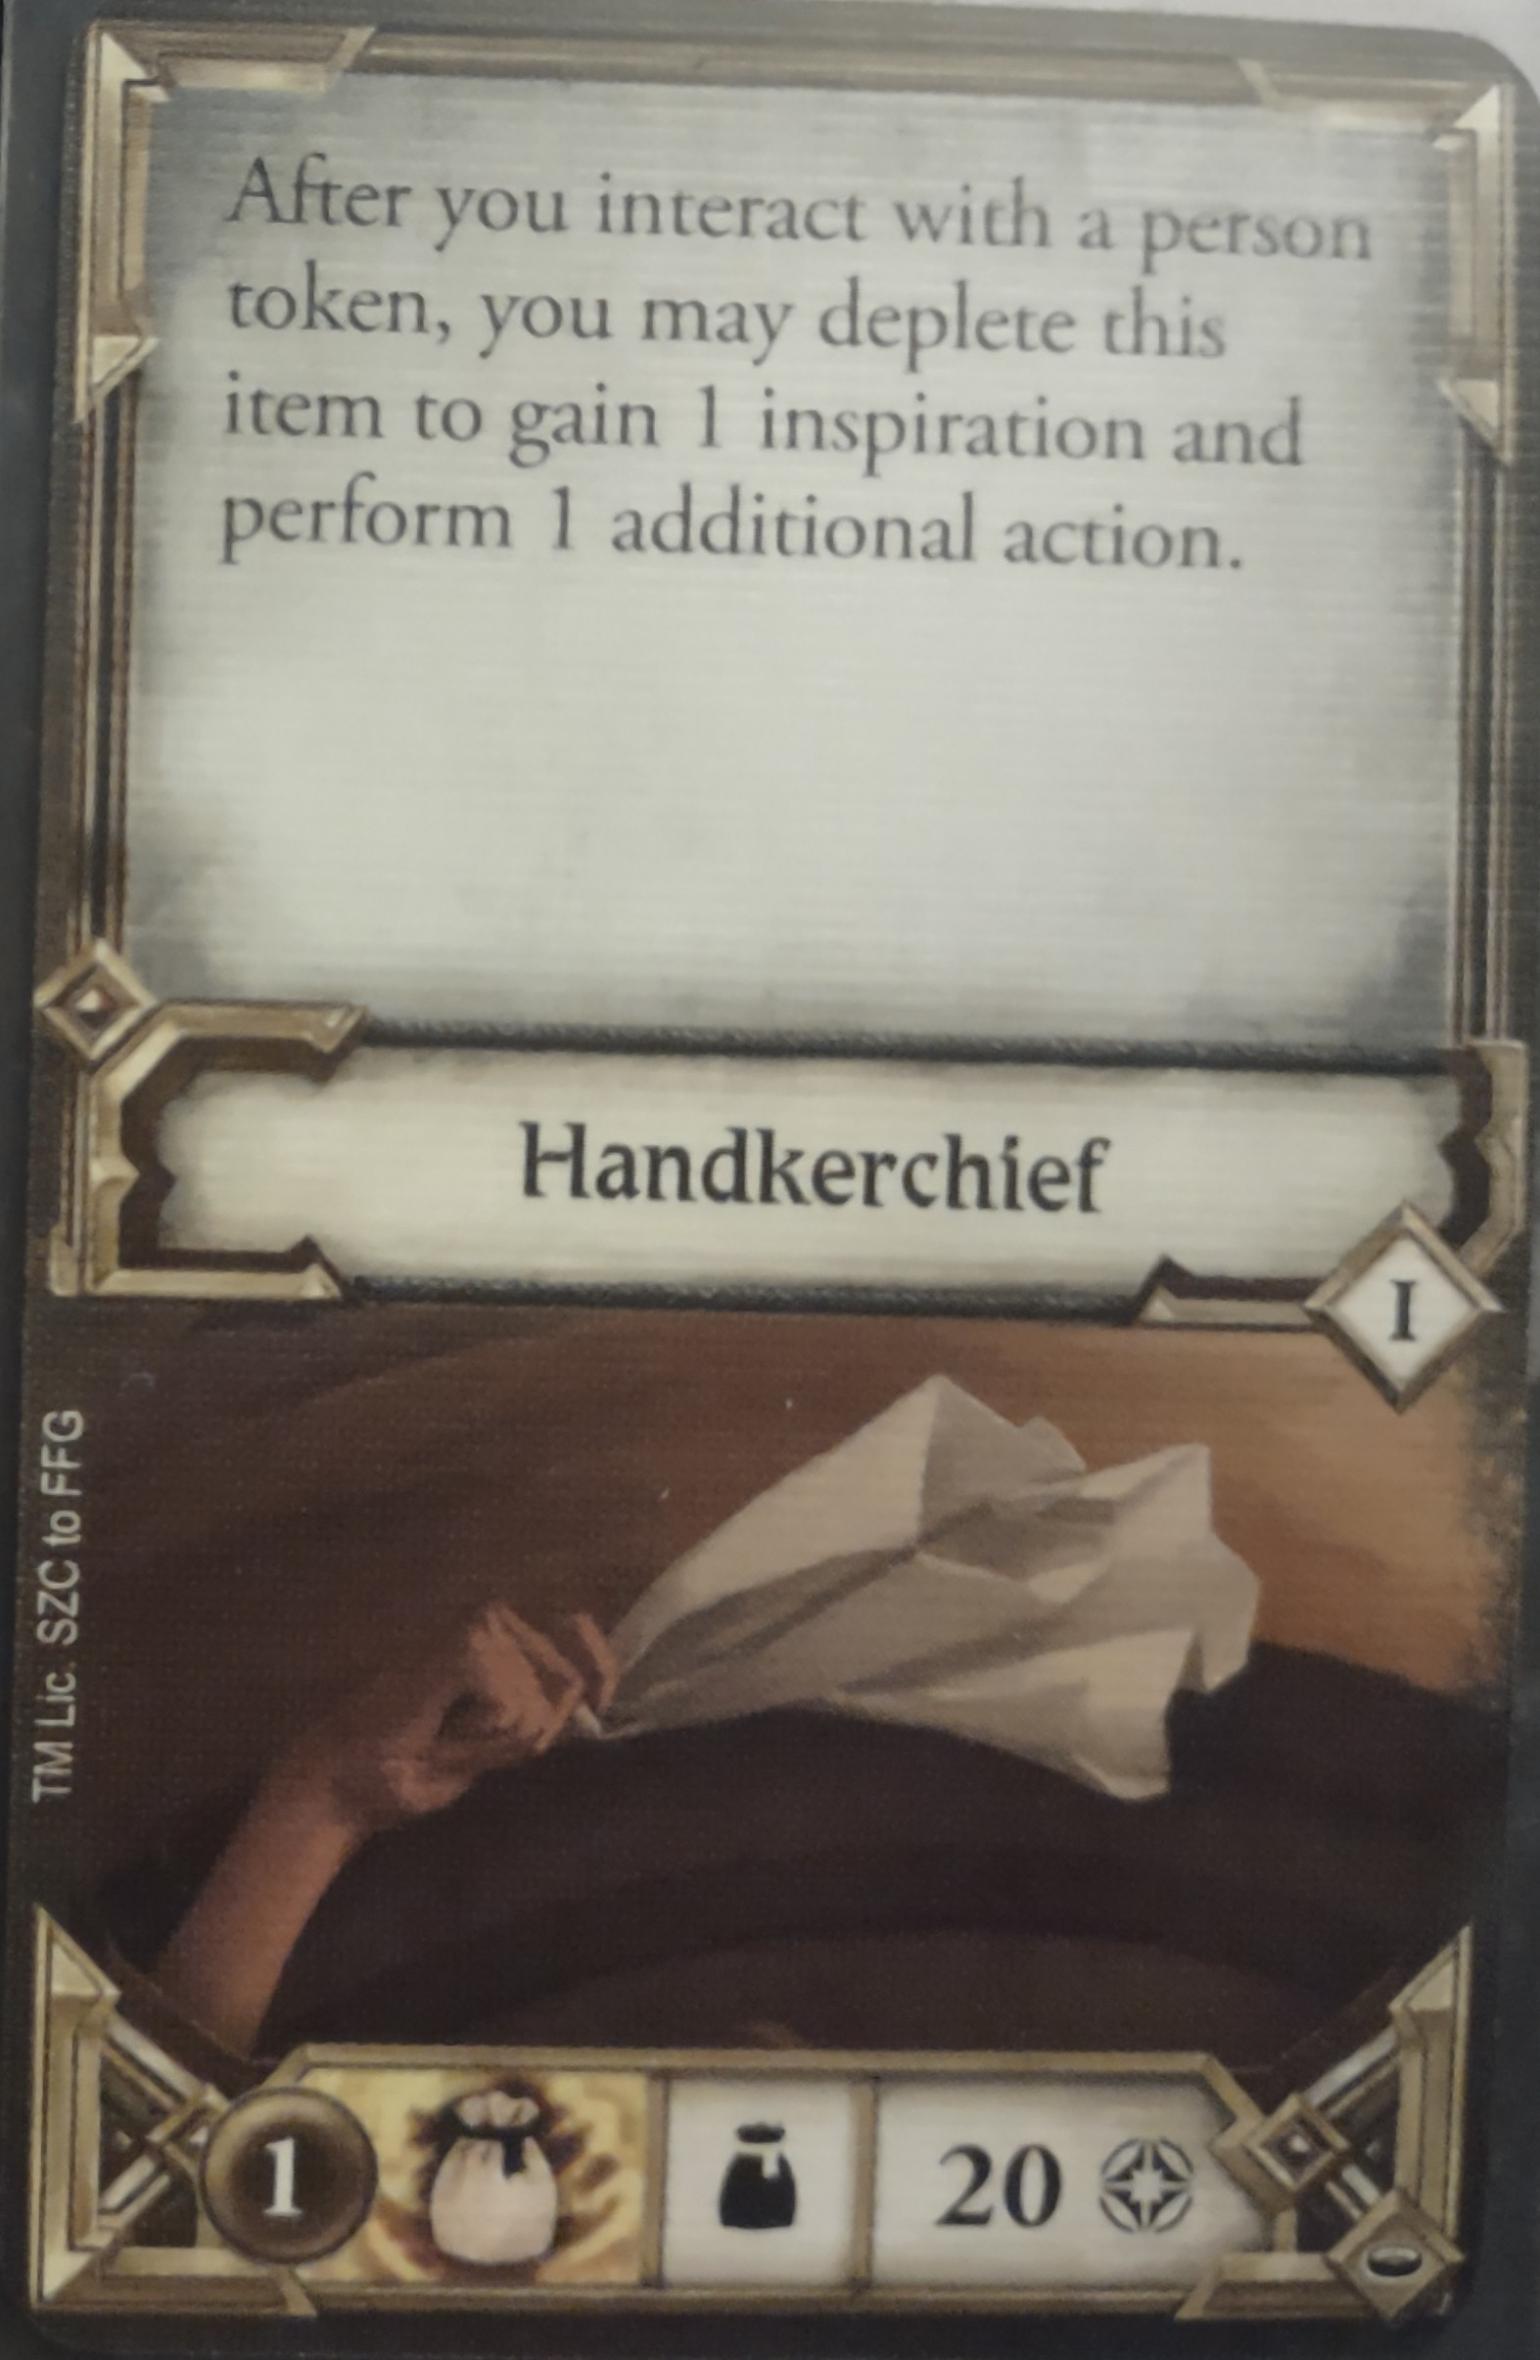 After you interact with a person
token, you may deplete this
item to gain 1 inspiration and
perform 1 additional action.
Handkerchief
I
TM Lic. SZC to FFG
1
20